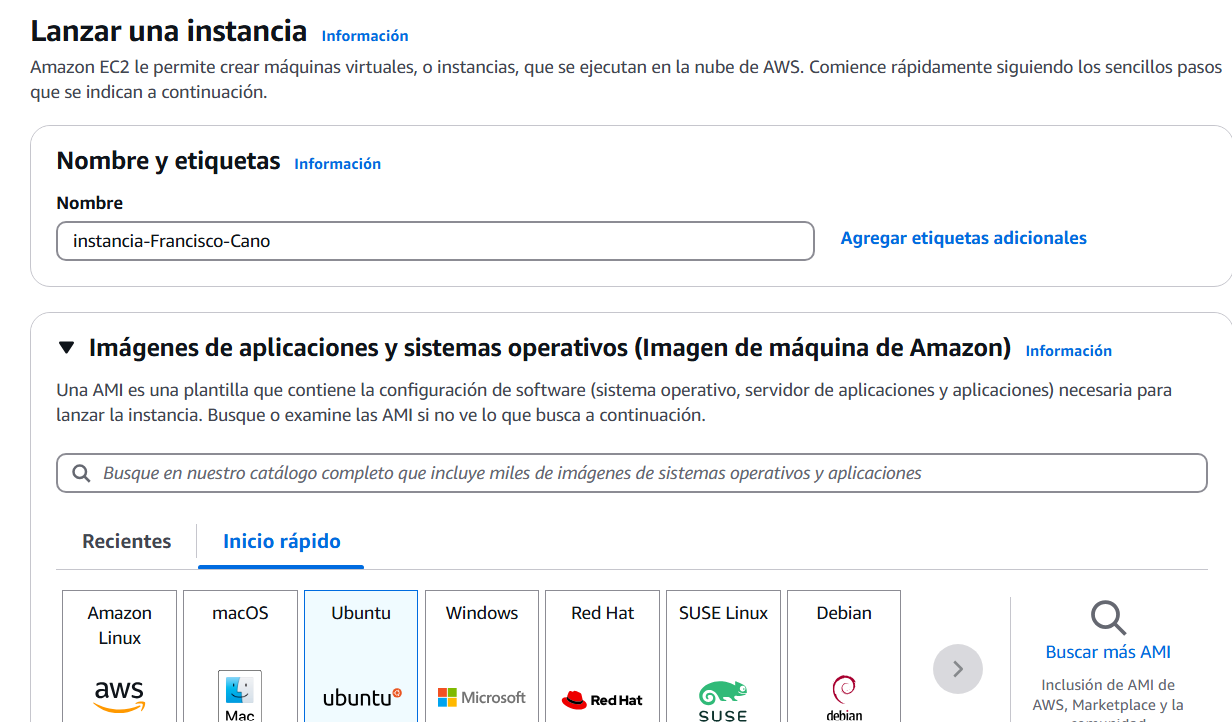 Lanzar una instancia Información
Amazon EC2 le permite crear máquinas virtuales, o instancias, que se ejecutan en la nube de AWS. Comience rápidamente siguiendo los sencillos pasos
que se indican a continuación.
Nombre y etiquetas Información
Nombre
instancia-Francisco-Cano
Agregar etiquetas adicionales
Imágenes de aplicaciones y sistemas operativos (Imagen de máquina de Amazon) Información
Una AMI es una plantilla que contiene la configuración de software (sistema operativo, servidor de aplicaciones y aplicaciones) necesaria para
lanzar la instancia. Busque o examine las AMI si no ve lo que busca a continuación.
Busque en nuestro catálogo completo que incluye miles de imágenes de sistemas operativos y aplicaciones
Recientes
Inicio rápido
Amazon
Linux
aws
macOS
Mac
Ubuntu
ubuntu
Windows
Microsoft
Red Hat
Red Hat
SUSE Linux
SUSE
Debian
debian
Buscar más AMI
Inclusión de AMI de
AWS, Marketplace y la
comunidad